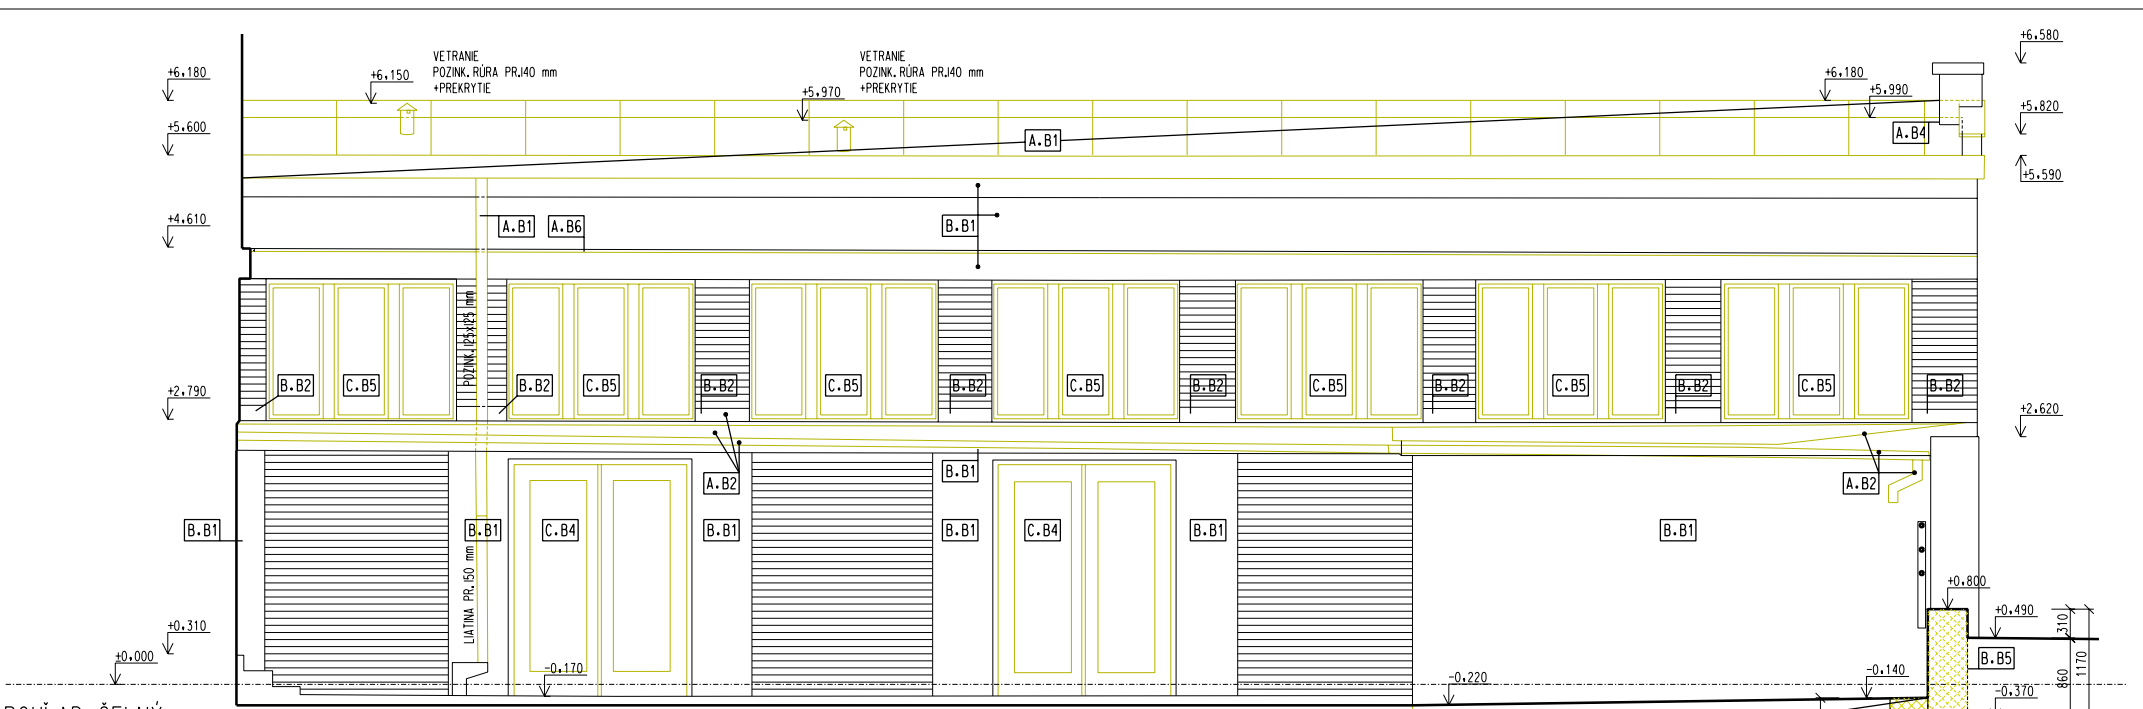 +6,580
VETRANIE
POZINK. RÚRA PR.140 mm
+PREKRYTIE
VETRANIE
POZINK. RÚRA PR.140 mm
+PREKRYTIE
+6,180
+6,150
+6,180
+5,970
+5,990
+5,820
+5,600
A.B1
A.B4
+5,590
+4,610
A.B1
A.B6
B.B1
POZINK. 125x125 mm
B.B2
C.B5
B.B2
C.B5
B.B2
C.B5
B.B2
C.B5
B.B2
C.B5
B.B2
C.B5
B.B2
C.B5
B.B2
+2,790
+2,620
B.B1
A.B2
A.B2
B.B1
B.B1
C.B4
B.B1
B.B1
C.B4
B.B1
B.B1
LIATINA PR.150 mm
+0,800
+0,490
310
+0,310
±0,000
-0,170
-0,220
-0,140
B.B5
860
1170
-0,370